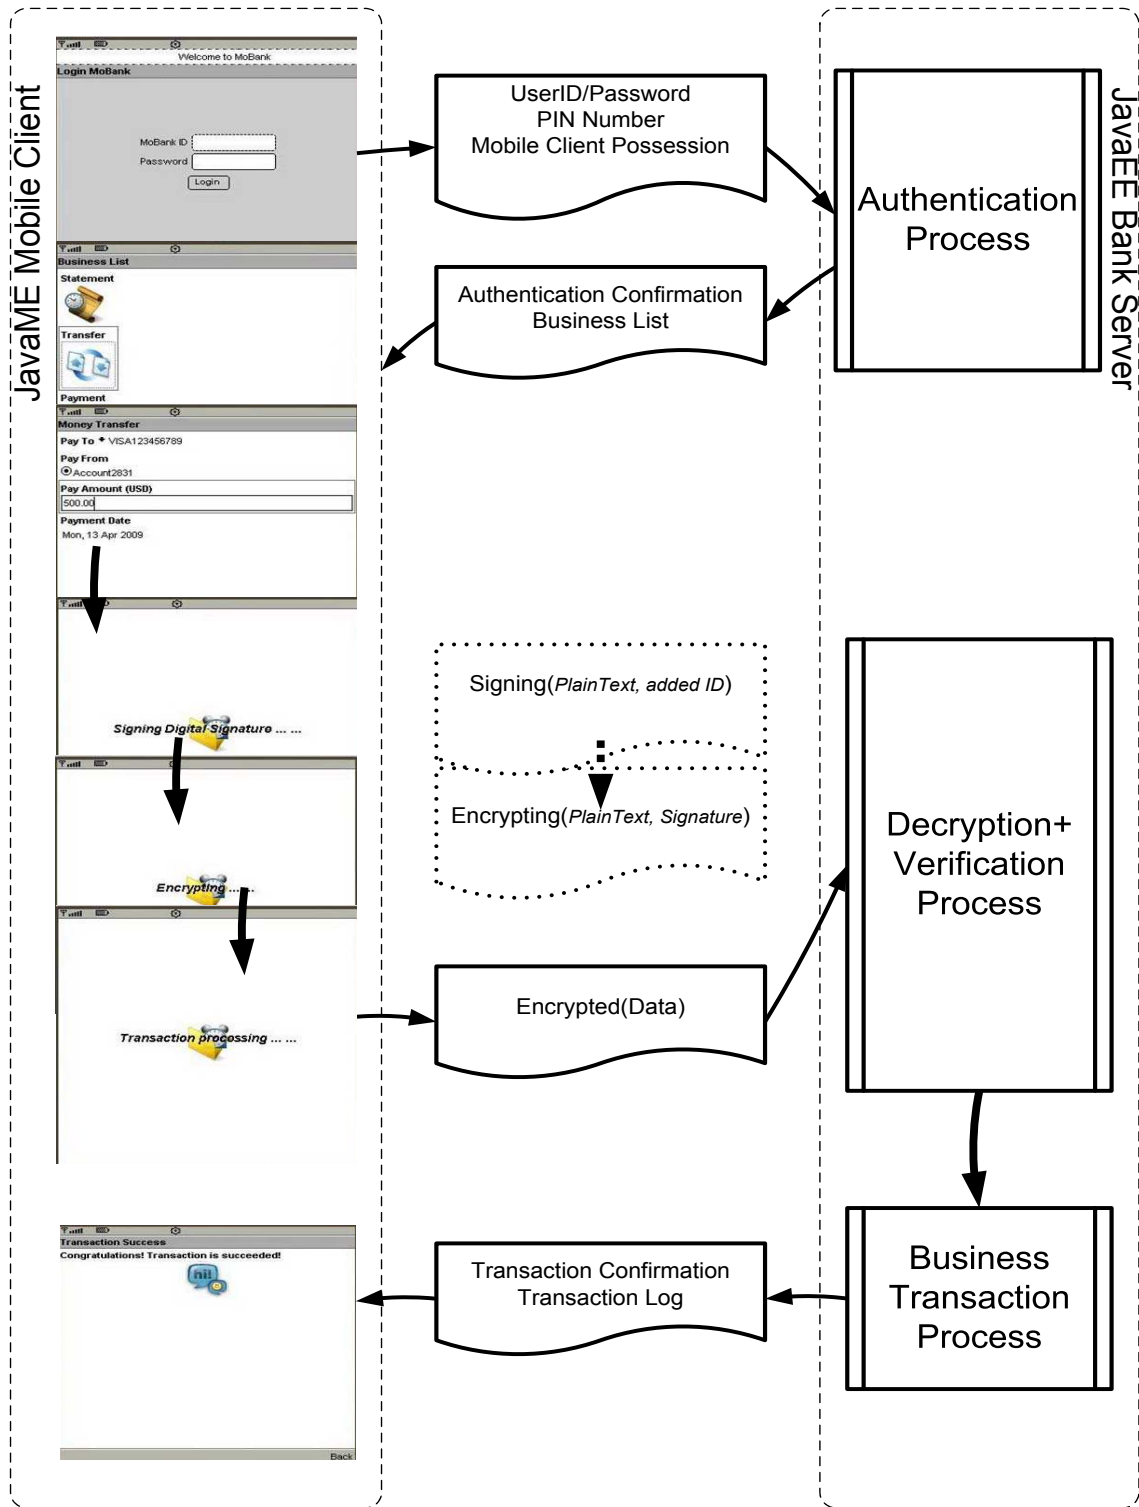 JavaME Mobile Client
Welcome to MoBank
Login MoBank
MoBank ID
Password
Login
Business List
Statement
Transfer
Payment
Money Transfer
Pay To VISA123456789
Pay From
Account2831
Pay Amount (USD)
500.00
Payment Date
Mon, 13 Apr 2009
Signing Digital Signature ... ...
Encrypting ... ...
Transaction processing ... ...
Transaction Success
Congratulations! Transaction is succeeded!
hi!
Back
UserID/Password
PIN Number
Mobile Client Possession
Authentication Confirmation
Business List
Signing(PlainText, added ID)
Encrypting(PlainText, Signature)
Encrypted(Data)
Transaction Confirmation
Transaction Log
JavaEE Bank Server
Authentication
Process
Decryption+
Verification
Process
Business
Transaction
Process